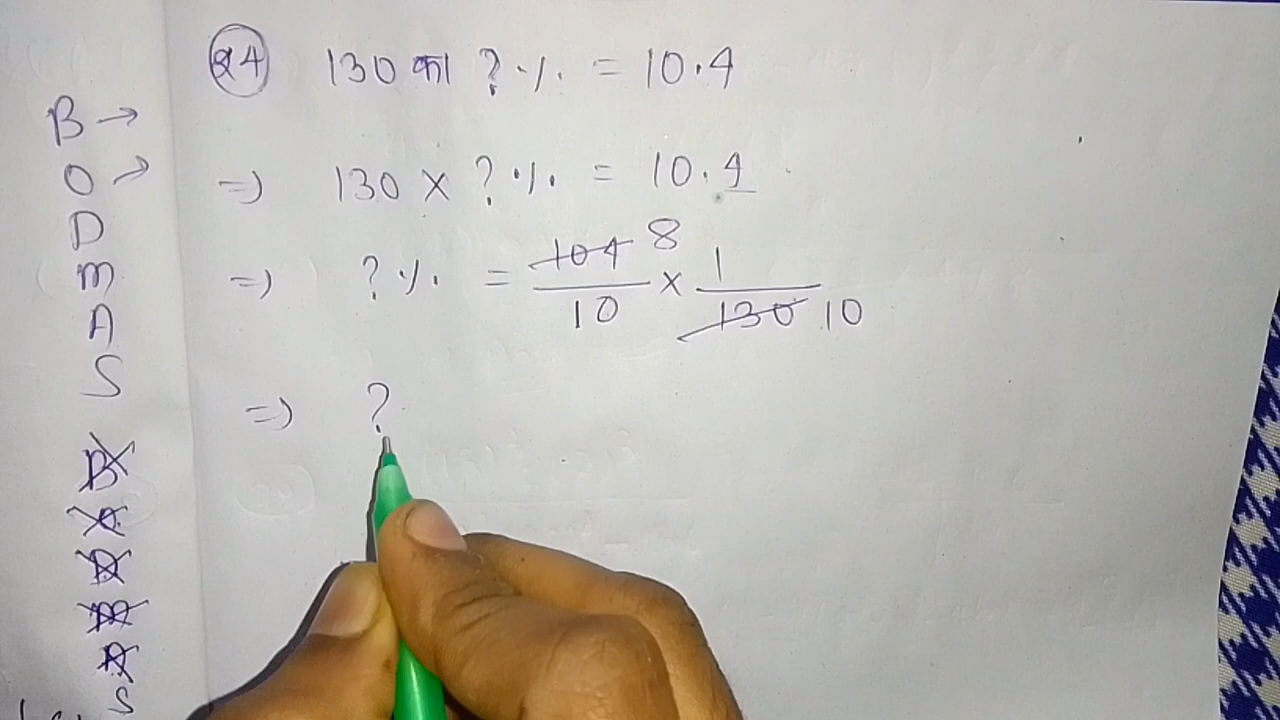 24 130 का ? % = 10.4
=) 130 × ? % = 10.4
=) ? % = 104 8 / 10 × 1 / 130 10
=) ?
B →
O →
D
M
A
S
B
O
D
M
A
S